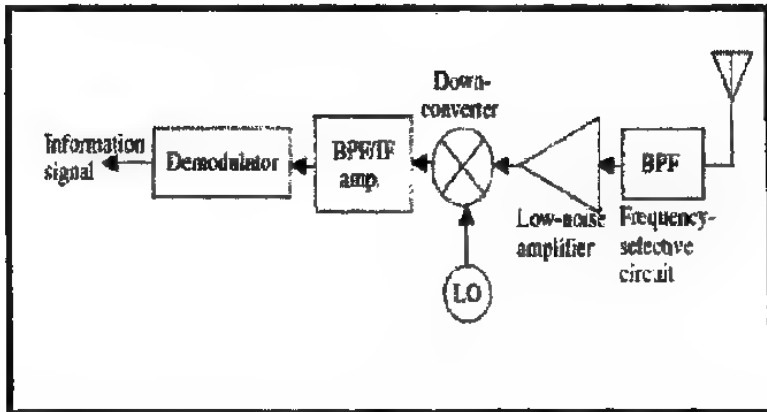 Down-
converter
Information
signal
Demodulator
BPF/IF
amp.
BPF
Low-noise
amplifier
Frequency-
selective
circuit
LO